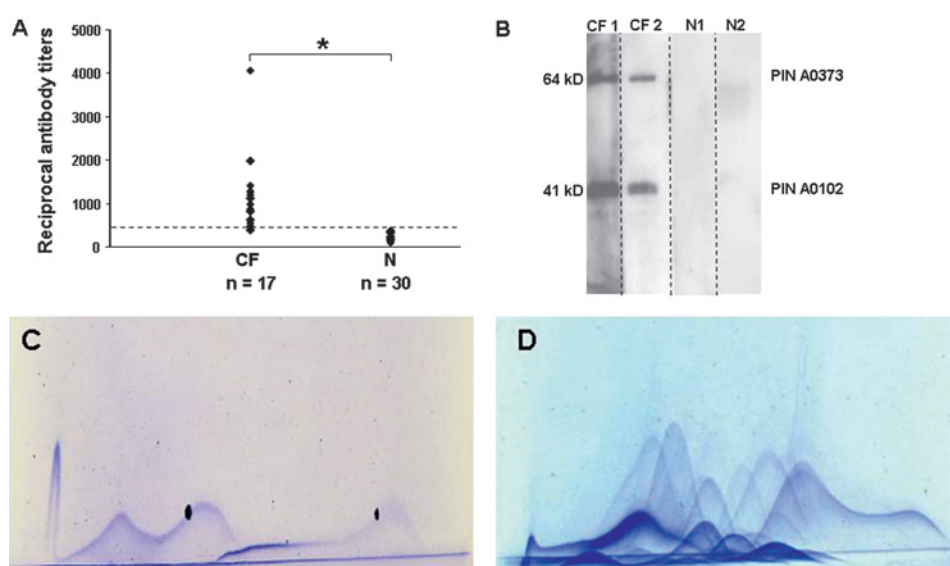 A
Reciprocal antibody titers
5000
4000
3000
2000
1000
0
*
CF
N
n = 17
n = 30
B
CF 1 CF 2 N1 N2
64 kD
PIN A0373
41 kD
PIN A0102
C
D